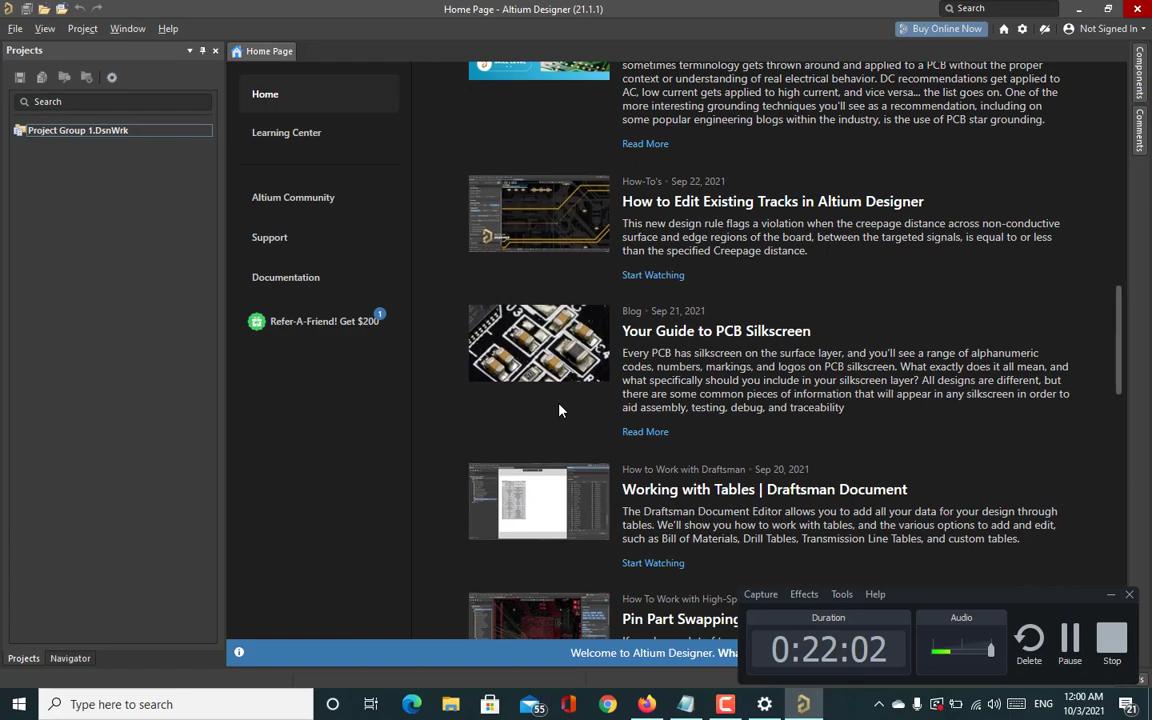 Home Page - Altium Designer (21.1.1)
Search
File
View
Project
Window
Help
Buy Online Now
Not Signed In
Projects
Home Page
Search
Project Group 1.DsnWrk
Home
Learning Center
Altium Community
Support
Documentation
Refer-A-Friend! Get $200
1
sometimes terminology gets thrown around and applied to a PCB without the proper
context or understanding of real electrical behavior. DC recommendations get applied to
AC, low current gets applied to high current, and vice versa... the list goes on. One of the
more interesting grounding techniques you'll see as a recommendation, including on
some popular engineering blogs within the industry, is the use of PCB star grounding.
Read More
How-To's • Sep 22, 2021
How to Edit Existing Tracks in Altium Designer
This new design rule flags a violation when the creepage distance across non-conductive
surface and edge regions of the board, between the targeted signals, is equal to or less
than the specified Creepage distance.
Start Watching
Blog • Sep 21, 2021
Your Guide to PCB Silkscreen
Every PCB has silkscreen on the surface layer, and you'll see a range of alphanumeric
codes, numbers, markings, and logos on PCB silkscreen. What exactly does it all mean, and
what specifically should you include in your silkscreen layer? All designs are different, but
there are some common pieces of information that will appear in any silkscreen in order to
aid assembly, testing, debug, and traceability
Read More
How to Work with Draftsman • Sep 20, 2021
Working with Tables | Draftsman Document
The Draftsman Document Editor allows you to add all your data for your design through
tables. We'll show you how to work with tables, and the various options to add and edit,
such as Bill of Materials, Drill Tables, Transmission Line Tables, and custom tables.
Start Watching
How To Work with High-Sp
Pin Part Swapping
Components
Comments
Welcome to Altium Designer. Wha
Projects
Navigator
Capture
Effects
Tools
Help
Duration
0:22:02
Audio
Delete
Pause
Stop
Type here to search
55
12:00 AM
10/3/2021
21